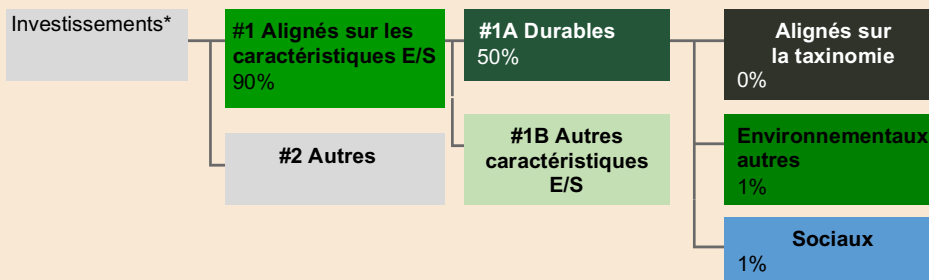 Investissements*
#1 Alignés sur les
caractéristiques E/S
90%
#2 Autres
#1A Durables
50%
#1B Autres
caractéristiques
E/S
Alignés sur
la taxinomie
0%
Environnementaux
autres
1%
Sociaux
1%